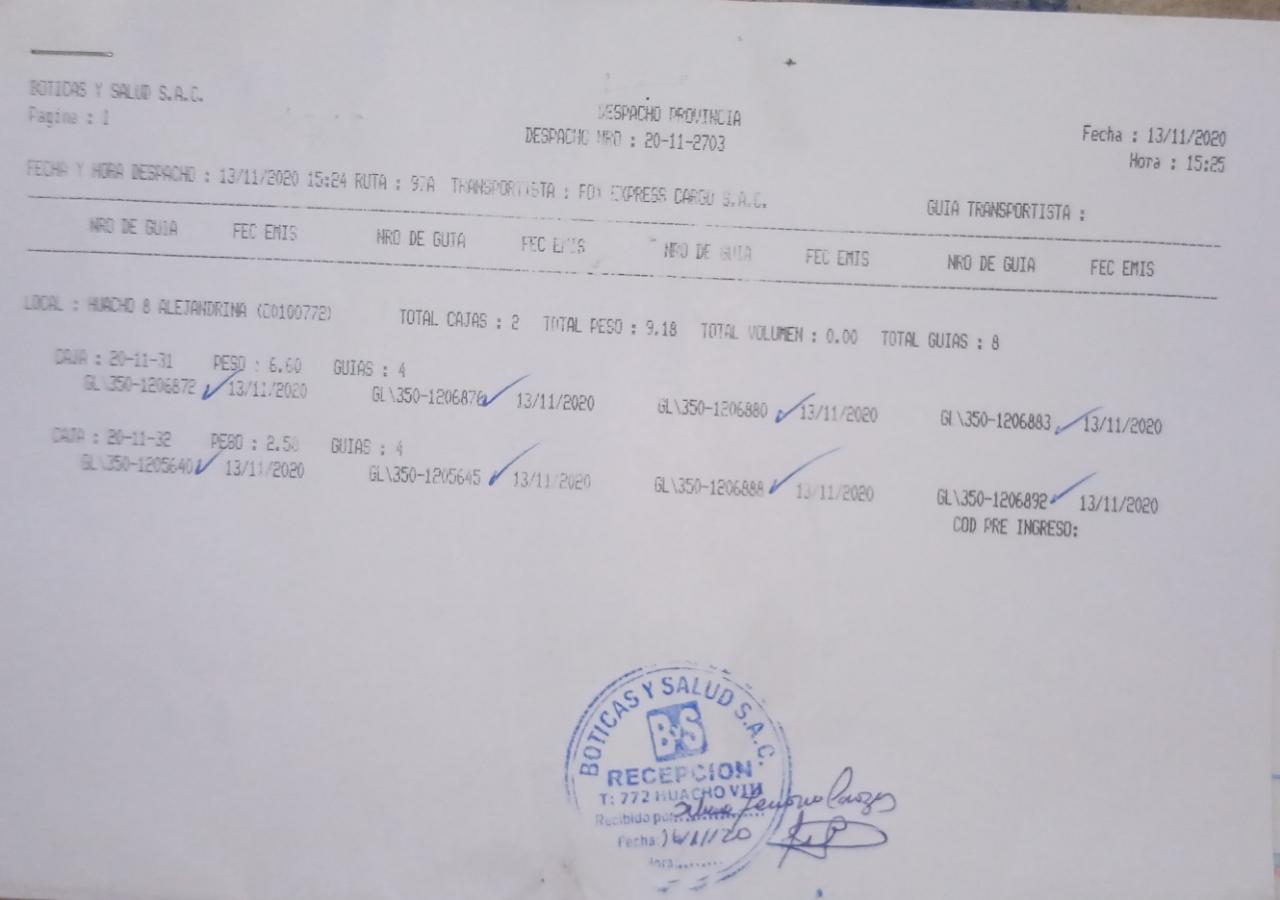 BOTICAS Y SALUD S.A.C.
Pagina : 1
DESPACHO PROVINCIA
DESPACHO NRO : 20-11-2703
Fecha : 13/11/2020
Hora : 15:25
FECHA Y HORA DESPACHO : 13/11/2020 15:24 RUTA : 97A TRANSPORTISTA : FDX EXPRESS CARGO S.A.C. GUIA TRANSPORTISTA :
NRO DE GUIA FEC EMIS NRO DE GUIA FEC EMIS NRO DE GUIA FEC EMIS NRO DE GUIA FEC EMIS
LOCAL : HUACHO 8 ALEJANDRINA (C0100772) TOTAL CAJAS : 2 TOTAL PESO : 9.18 TOTAL VOLUMEN : 0.00 TOTAL GUIAS : 8
CAJA : 20-11-31 PESO : 6.60 GUIAS : 4
GL\350-1206872 13/11/2020 GL\350-1206876 13/11/2020 GL\350-1206880 13/11/2020 GL\350-1206883 13/11/2020
CAJA : 20-11-32 PESO : 2.58 GUIAS : 4
GL\350-1205640 13/11/2020 GL\350-1205645 13/11/2020 GL\350-1206888 13/11/2020 GL\350-1206892 13/11/2020
COD PRE INGRESO:
BOTICAS Y SALUD S.A.C.
B&S
RECEPCION
T: 772 HUACHO VIII
Recibido por:
Fecha: 16/11/20
Hora: